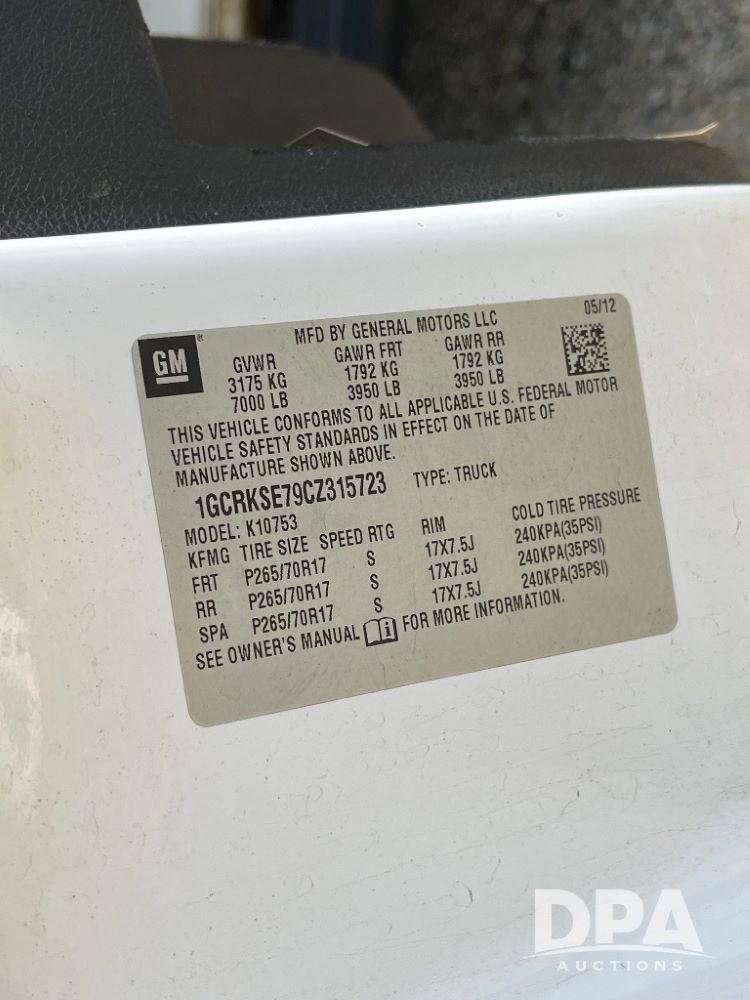 MFD BY GENERAL MOTORS LLC 05/12
GM®
GVWR GAWR FRT GAWR RR
3175 KG 1792 KG 1792 KG
7000 LB 3950 LB 3950 LB
THIS VEHICLE CONFORMS TO ALL APPLICABLE U.S. FEDERAL MOTOR
VEHICLE SAFETY STANDARDS IN EFFECT ON THE DATE OF
MANUFACTURE SHOWN ABOVE.
1GCRKSE79CZ315723 TYPE: TRUCK
MODEL: K10753
KFMG TIRE SIZE SPEED RTG RIM COLD TIRE PRESSURE
FRT P265/70R17 S 17X7.5J 240KPA(35PSI)
RR P265/70R17 S 17X7.5J 240KPA(35PSI)
SPA P265/70R17 S 17X7.5J 240KPA(35PSI)
SEE OWNER'S MANUAL i FOR MORE INFORMATION.
DPA
AUCTIONS